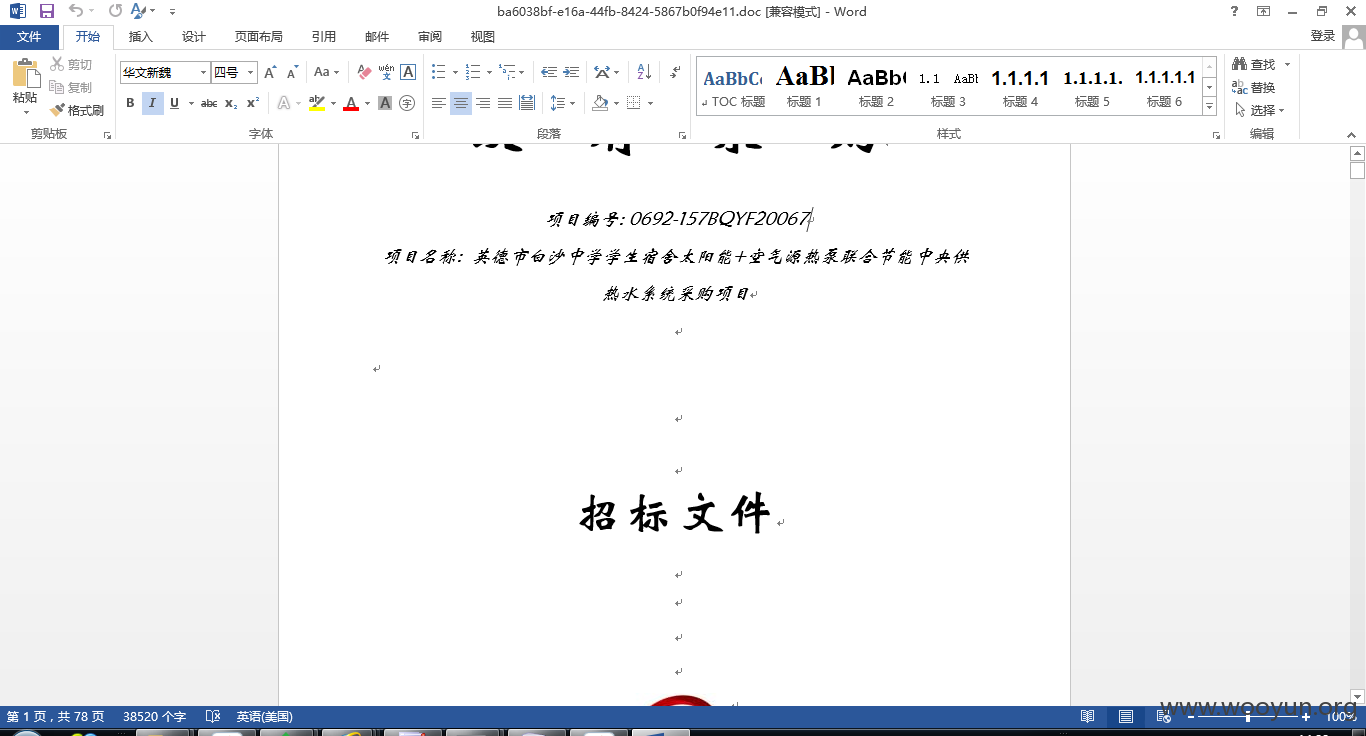 ba6038bf-e16a-44fb-8424-5867b0f94e11.doc [兼容模式] - Word
文件 开始 插入 设计 页面布局 引用 邮件 审阅 视图 登录
粘贴 剪切 复制 格式刷 剪贴板
华文新魏 四号 字体
段落
AaBbCc TOC 标题
AaBl 标题 1
AaBb 标题 2
1.1 AaBb 标题 3
1.1.1.1 标题 4
1.1.1.1. 标题 5
1.1.1.1.1 标题 6
样式
查找 替换 选择 编辑
项目编号: 0692-157BQYF20067
项目名称: 英德市白沙中学学生宿舍太阳能+空气源热泵联合节能中央供
热水系统采购项目
招标文件
第 1 页，共 78 页 38520 个字 英语(美国) 100%
www.wooyun.org